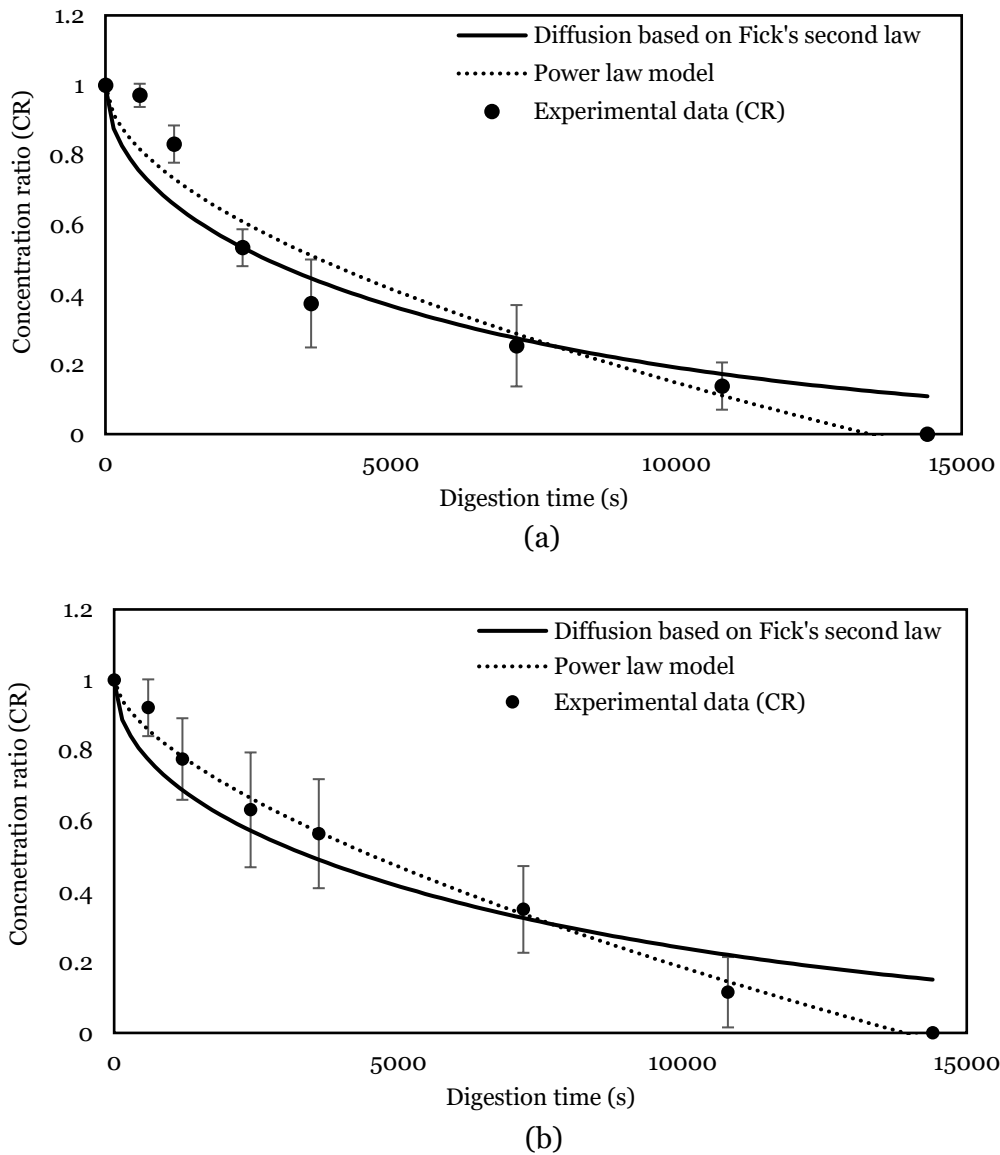 1.2
1
0.8
0.6
0.4
0.2
0
Concentration ratio (CR)
Diffusion based on Fick's second law
Power law model
Experimental data (CR)
0 5000 10000 15000
Digestion time (s)
(a)
1.2
1
0.8
0.6
0.4
0.2
0
Concnetration ratio (CR)
Diffusion based on Fick's second law
Power law model
Experimental data (CR)
0 5000 10000 15000
Digestion time (s)
(b)